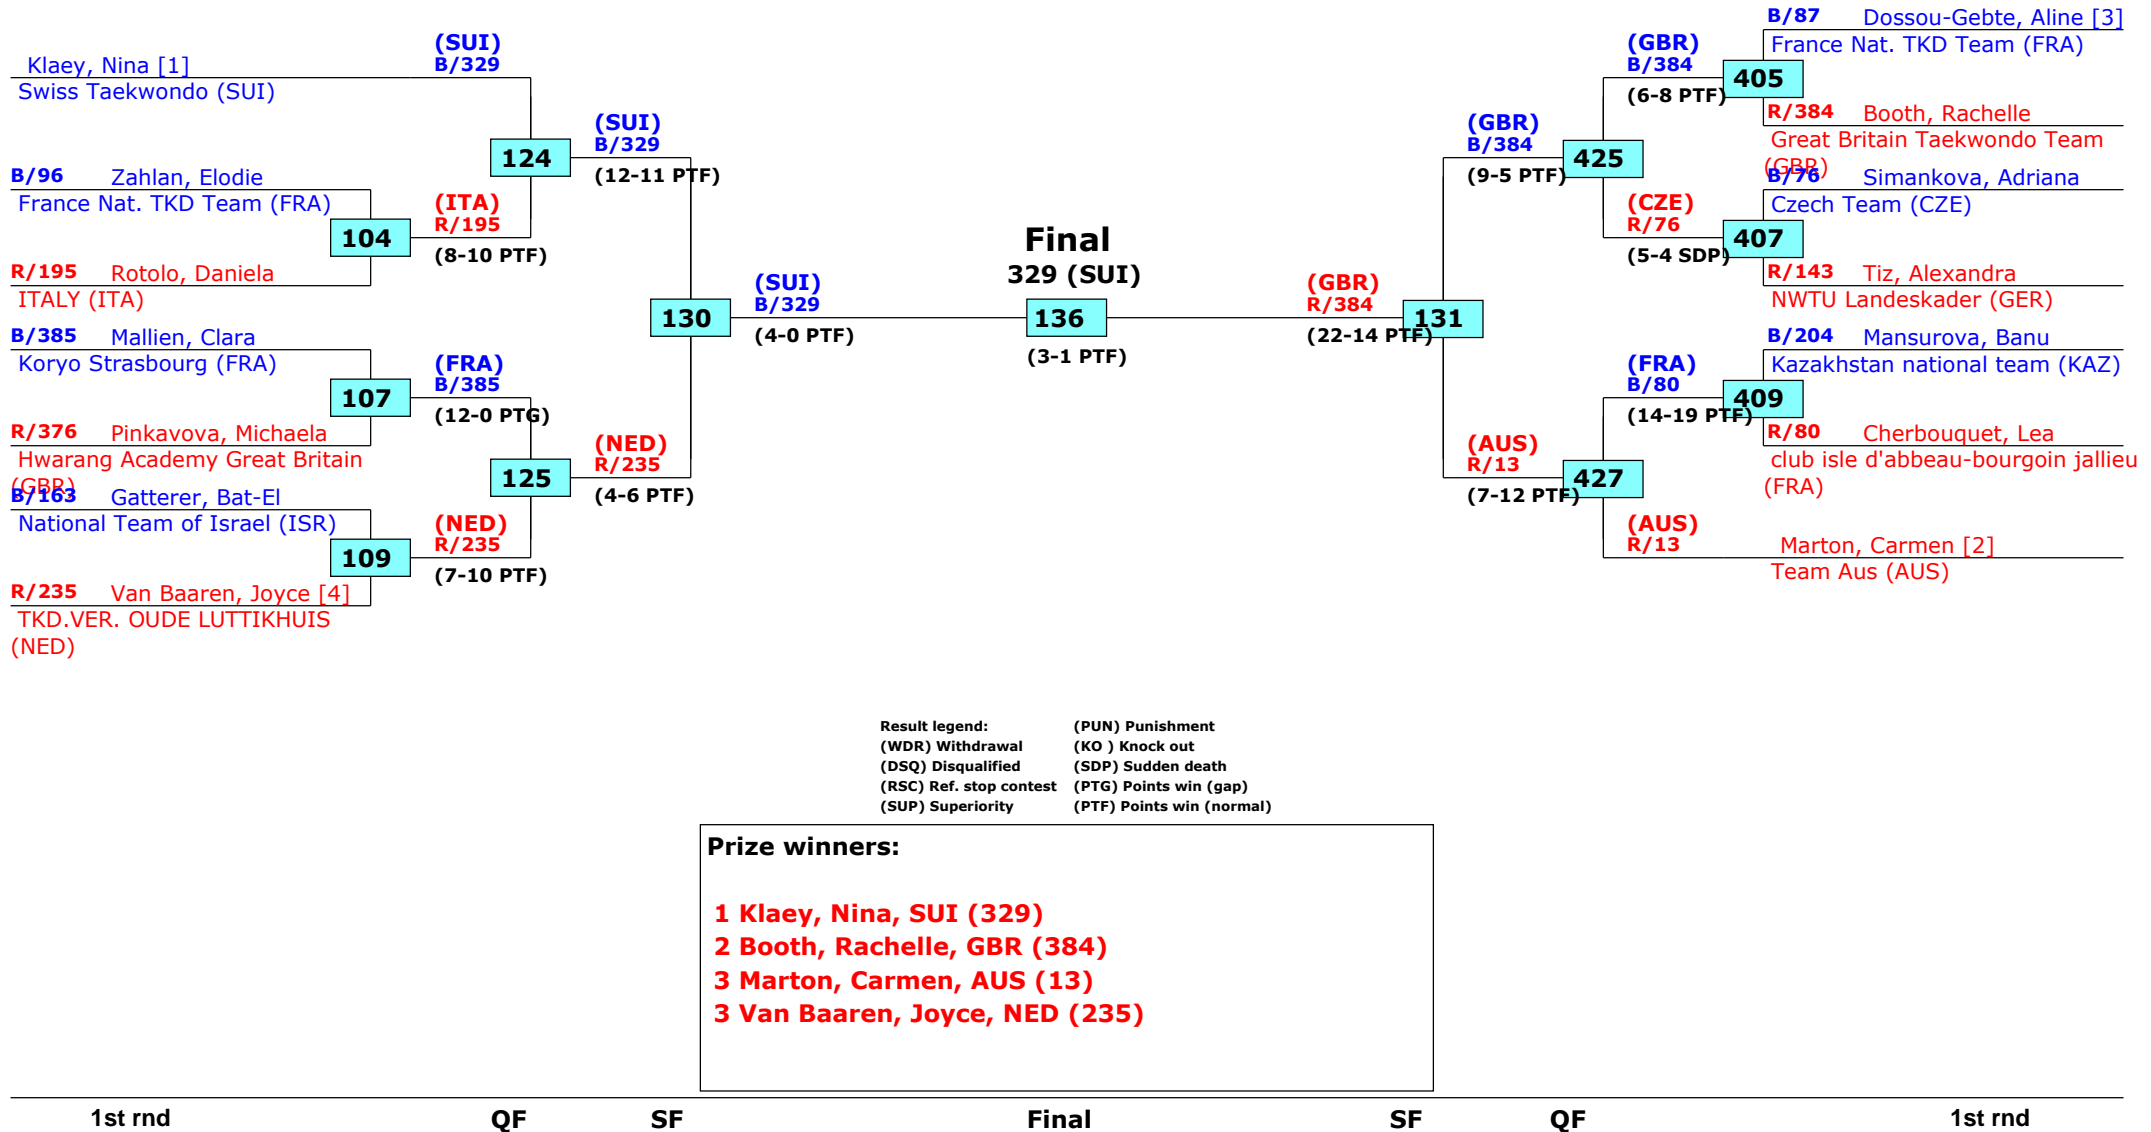 Klaey, Nina [1]
Swiss Taekwondo (SUI)
B/96 Zahlan, Elodie
France Nat. TKD Team (FRA)
104
R/195 Rotolo, Daniela
ITALY (ITA)
B/385 Mallien, Clara
Koryo Strasbourg (FRA)
107
R/376 Pinkavova, Michaela
Hwarang Academy Great Britain
(GBR)
B/163 Gatterer, Bat-El
National Team of Israel (ISR)
109
R/235 Van Baaren, Joyce [4]
TKD.VER. OUDE LUTTIKHUIS
(NED)
(SUI)
B/329
124
(ITA)
R/195
(8-10 PTF)
(FRA)
B/385
(12-0 PTG)
125
(NED)
R/235
(7-10 PTF)
(SUI)
B/329
(12-11 PTF)
130
(NED)
R/235
(4-6 PTF)
(SUI)
B/329
(4-0 PTF)
Final
329 (SUI)
136
(3-1 PTF)
(GBR)
R/384
(22-14 PTF)
131
(GBR)
B/384
(9-5 PTF)
425
(AUS)
R/13
(7-12 PTF)
427
(GBR)
B/384
(6-8 PTF)
405
(CZE)
R/76
(5-4 SDP)
407
(FRA)
B/80
(14-19 PTF)
409
(AUS)
R/13
B/87 Dossou-Gebte, Aline [3]
France Nat. TKD Team (FRA)
R/384 Booth, Rachelle
Great Britain Taekwondo Team
(GBR)
B/76 Simankova, Adriana
Czech Team (CZE)
R/143 Tiz, Alexandra
NWTU Landeskader (GER)
B/204 Mansurova, Banu
Kazakhstan national team (KAZ)
R/80 Cherbouquet, Lea
club isle d'abbeau-bourgoin jallieu
(FRA)
Marton, Carmen [2]
Team Aus (AUS)
Result legend: (PUN) Punishment
(WDR) Withdrawal (KO ) Knock out
(DSQ) Disqualified (SDP) Sudden death
(RSC) Ref. stop contest (PTG) Points win (gap)
(SUP) Superiority (PTF) Points win (normal)
Prize winners:
1 Klaey, Nina, SUI (329)
2 Booth, Rachelle, GBR (384)
3 Marton, Carmen, AUS (13)
3 Van Baaren, Joyce, NED (235)
1st rnd QF SF Final SF QF 1st rnd